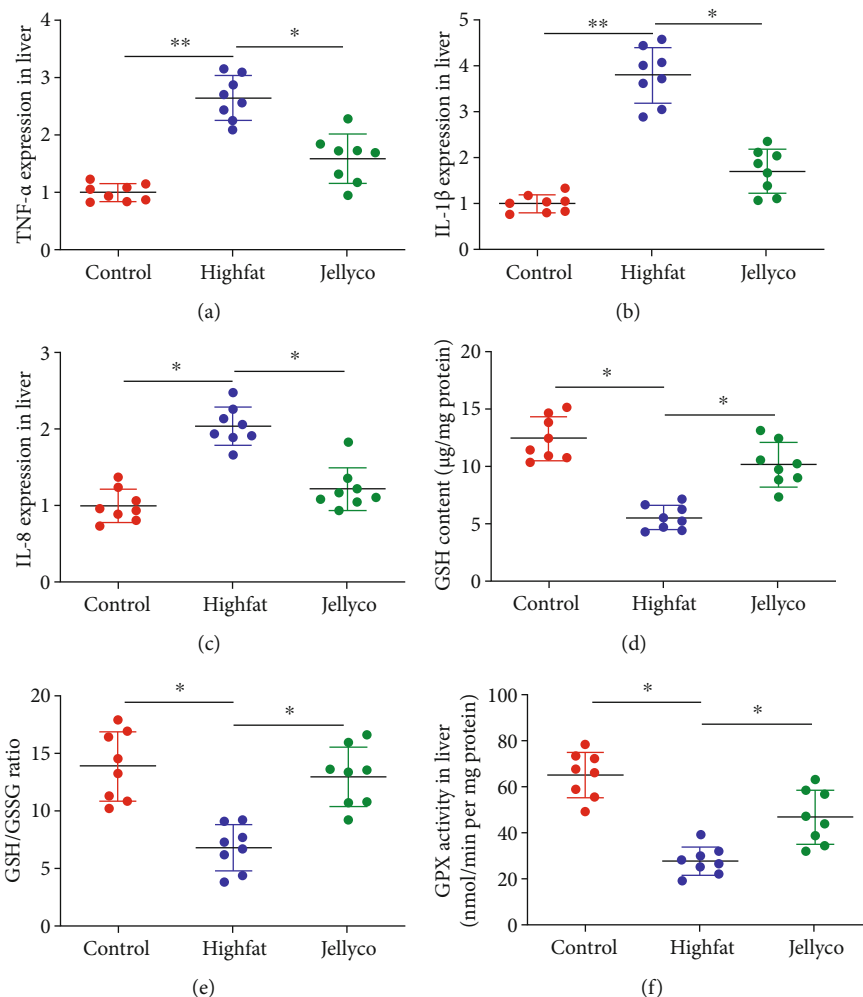 TNF-α expression in liver
4
3
2
1
0
**
*
Control
Highfat
Jellyco
(a)
IL-1β expression in liver
5
4
3
2
1
0
**
*
Control
Highfat
Jellyco
(b)
IL-8 expression in liver
3
2
1
0
*
*
Control
Highfat
Jellyco
(c)
GSH content (μg/mg protein)
20
15
10
5
0
*
*
Control
Highfat
Jellyco
(d)
GSH/GSSG ratio
20
15
10
5
0
*
*
Control
Highfat
Jellyco
(e)
GPX activity in liver
(nmol/min per mg protein)
100
80
60
40
20
0
*
*
Control
Highfat
Jellyco
(f)